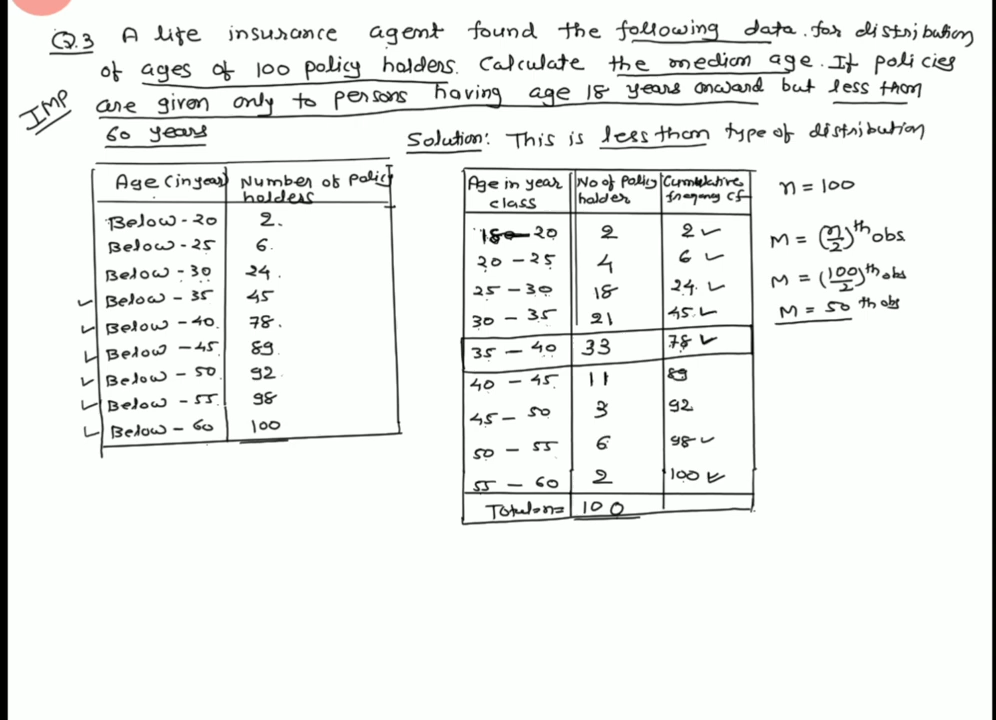 Q.3 A life insurance agent found the following data for distribution
of ages of 100 policy holders. Calculate the median age. If policies
are given only to persons having age 18 years onward but less than
60 years
IMP
Solution: This is less than type of distribution
Age (in year) Number of policy holders
Below - 20 2.
Below - 25 6.
Below - 30 24.
Below - 35 45
Below - 40. 78.
Below - 45 89
Below - 50 92
Below - 55 98
Below - 60 100
Age in year class No of policy holder Cumulative frequency cf
18 - 20 2 2
20 - 25 4 6
25 - 30 18 24.
30 - 35 21 45.
35 - 40 33 78
40 - 45 11 89
45 - 50 3 92
50 - 55 6 98
55 - 60 2 100
Total = n = 100
n = 100
M = (n/2)th obs
M = (100/2)th obs
M = 50 th obs